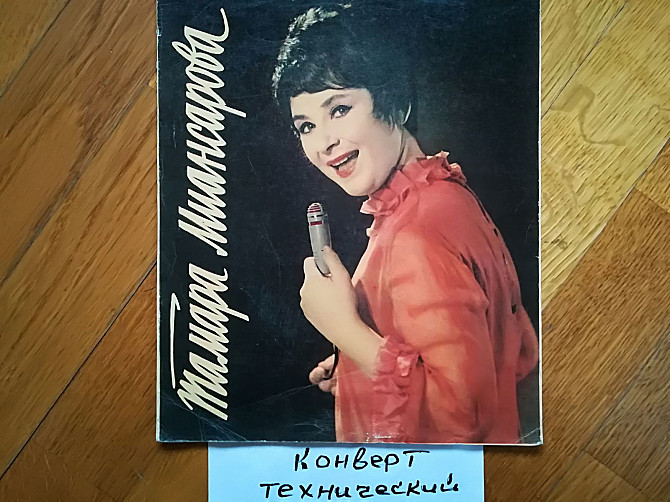 Тамара Миансарова
Конверт
технический